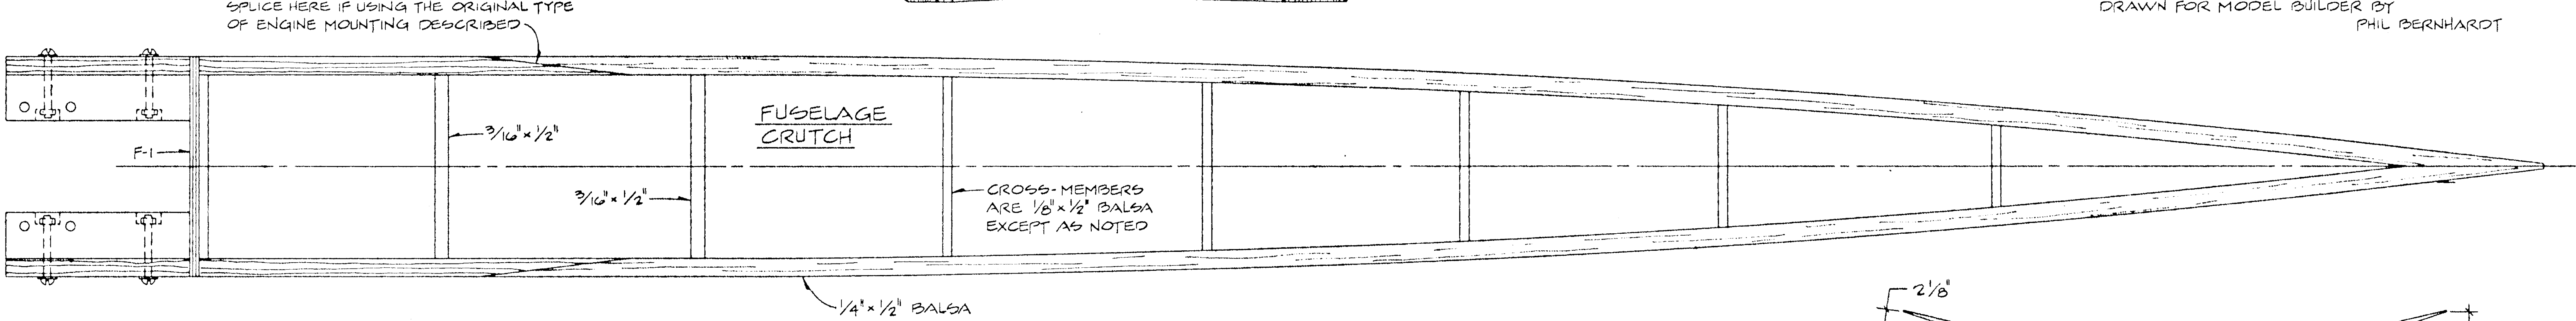 SPLICE HERE IF USING THE ORIGINAL TYPE
OF ENGINE MOUNTING DESCRIBED
DRAWN FOR MODEL BUILDER BY
PHIL BERNHARDT
FUSELAGE
CRUTCH
3/16" x 1/2"
F-1
3/16" x 1/2"
CROSS-MEMBERS
ARE 1/8" x 1/2" BALSA
EXCEPT AS NOTED
1/4" x 1/2" BALSA
2 1/8"